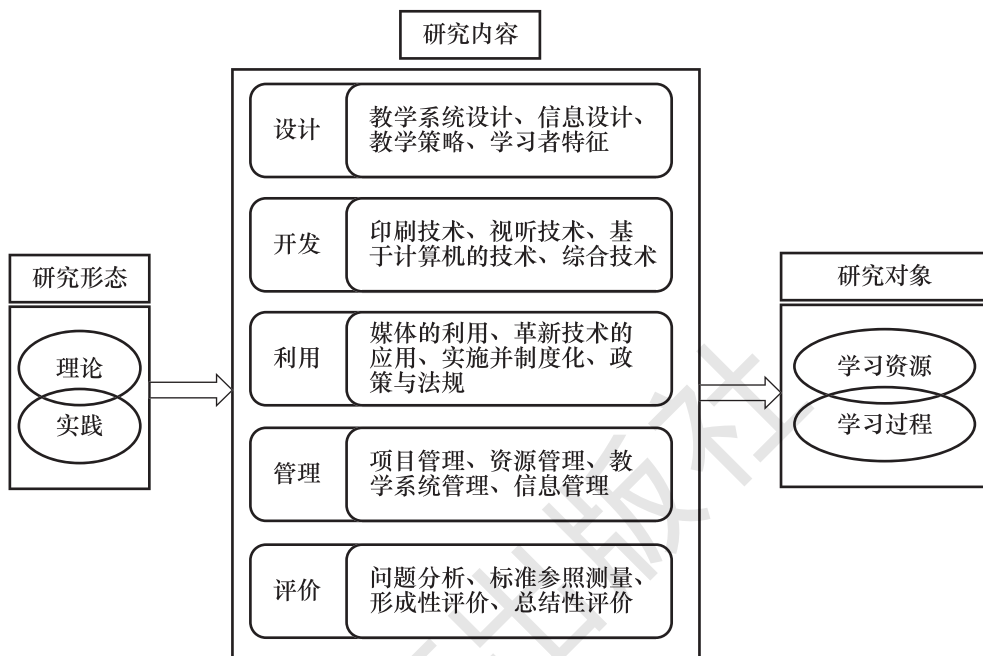 研究内容
设计
教学系统设计、信息设计、
教学策略、学习者特征
开发
印刷技术、视听技术、基
于计算机的技术、综合技术
利用
媒体的利用、革新技术的
应用、实施并制度化、政
策与法规
管理
项目管理、资源管理、教
学系统管理、信息管理
评价
问题分析、标准参照测量、
形成性评价、总结性评价
研究形态
理论
实践
研究对象
学习资源
学习过程
出版社